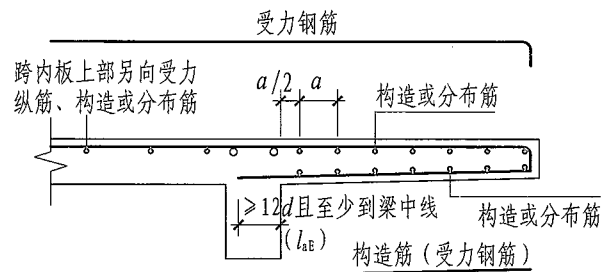 受力钢筋
跨内板上部另向受力
纵筋、构造或分布筋
a/2
a
构造或分布筋
≥12d且至少到梁中线
(laE)
构造或分布筋
构造筋(受力钢筋)